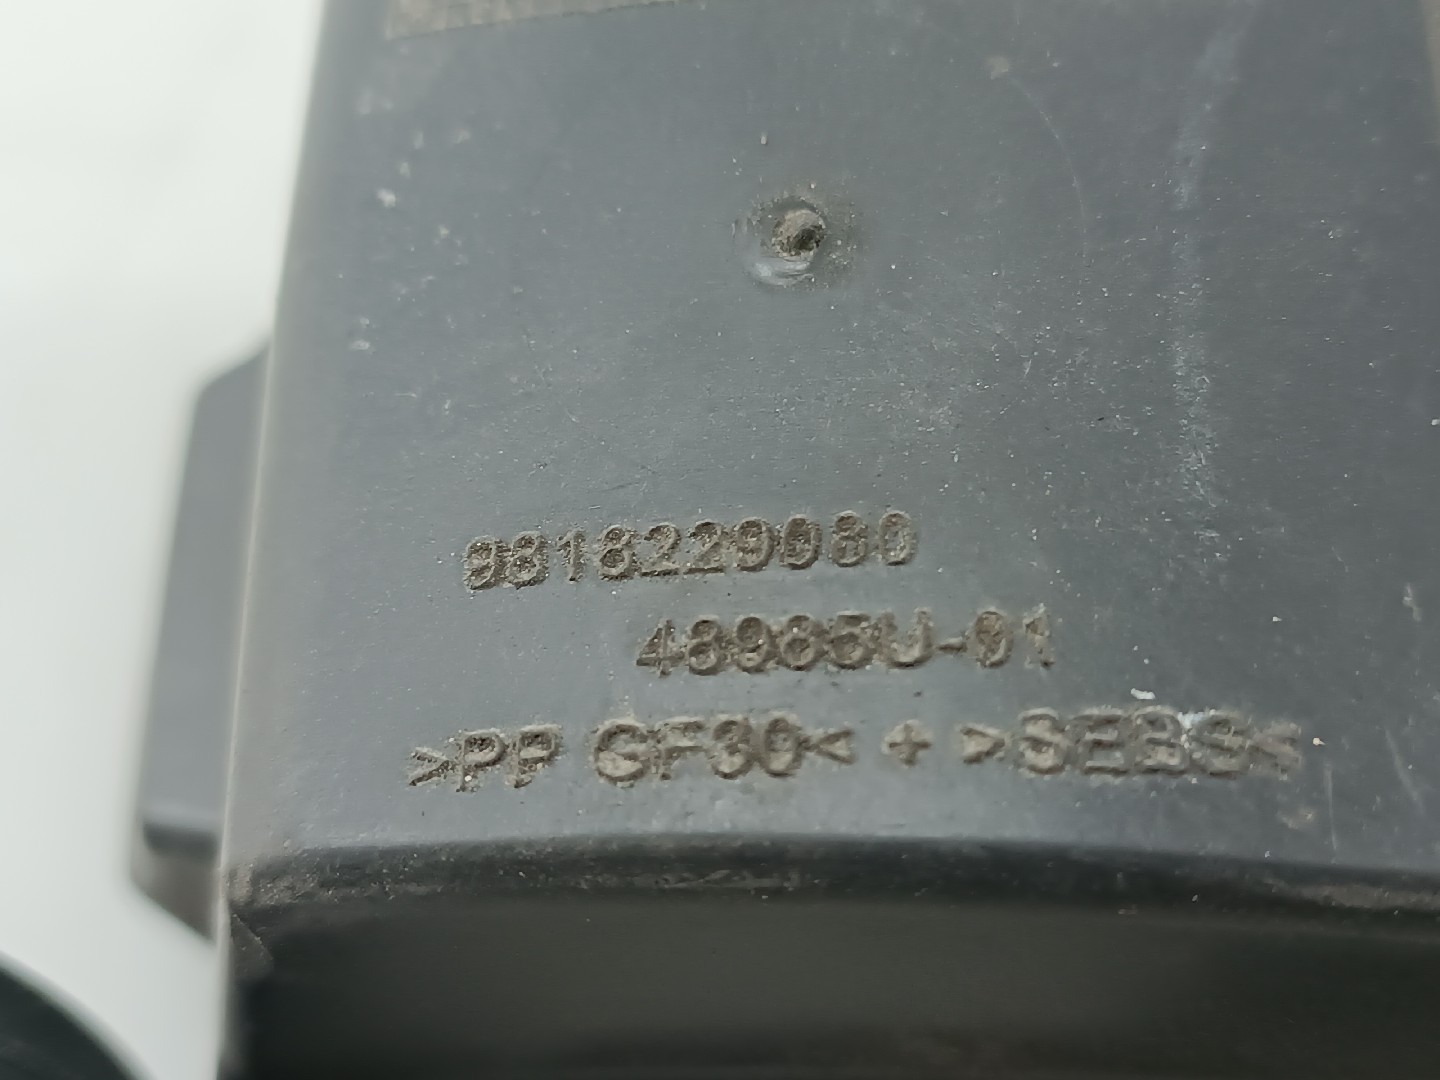 9818229080
48985U-01
>PP GF30< + >SEBS<